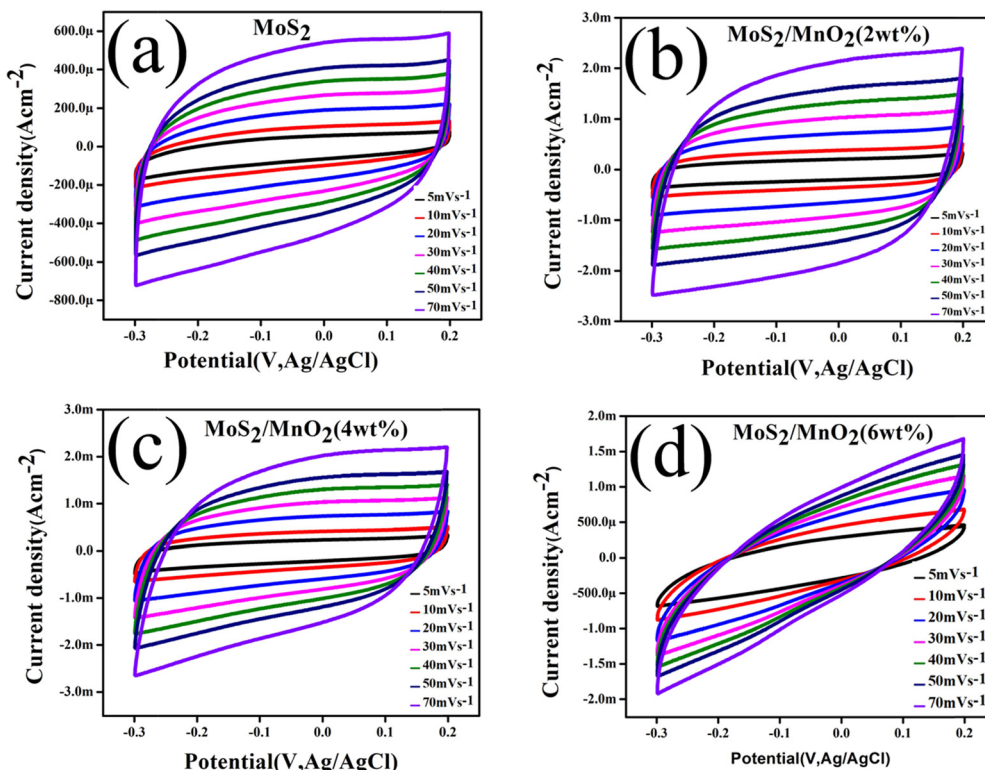 (a)
MoS2
Current density(Acm-2)
600.0μ
400.0μ
200.0μ
0.0
-200.0μ
-400.0μ
-600.0μ
-800.0μ
5mVs-1
10mVs-1
20mVs-1
30mVs-1
40mVs-1
50mVs-1
70mVs-1
-0.3 -0.2 -0.1 0.0 0.1 0.2
Potential(V,Ag/AgCl)
(b)
MoS2/MnO2(2wt%)
Current density(Acm-2)
3.0m
2.0m
1.0m
0.0
-1.0m
-2.0m
-3.0m
5mVs-1
10mVs-1
20mVs-1
30mVs-1
40mVs-1
50mVs-1
70mVs-1
-0.3 -0.2 -0.1 0.0 0.1 0.2
Potential(V,Ag/AgCl)
(c)
MoS2/MnO2(4wt%)
Current density(Acm-2)
3.0m
2.0m
1.0m
0.0
-1.0m
-2.0m
-3.0m
5mVs-1
10mVs-1
20mVs-1
30mVs-1
40mVs-1
50mVs-1
70mVs-1
-0.3 -0.2 -0.1 0.0 0.1 0.2
Potential(V,Ag/AgCl)
(d)
MoS2/MnO2(6wt%)
Current density(Acm-2)
2.0m
1.5m
1.0m
500.0μ
0.0
-500.0μ
-1.0m
-1.5m
-2.0m
5mVs-1
10mVs-1
20mVs-1
30mVs-1
40mVs-1
50mVs-1
70mVs-1
-0.3 -0.2 -0.1 0.0 0.1 0.2
Potential(V,Ag/AgCl)